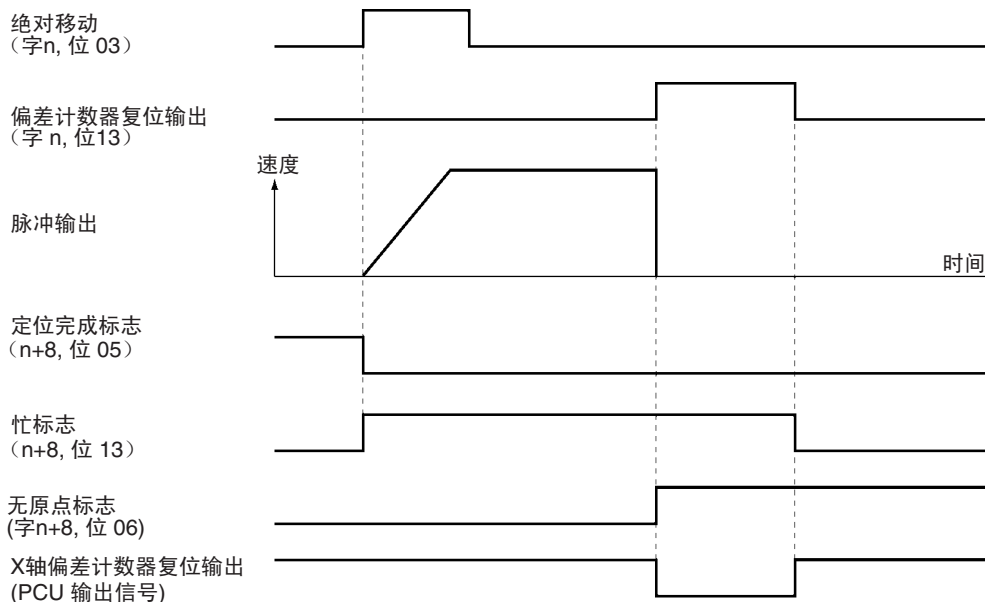 绝对移动
（字n, 位 03）
偏差计数器复位输出
（字 n, 位13）
速度
脉冲输出
时间
定位完成标志
（n+8, 位 05）
忙标志
（n+8, 位 13）
无原点标志
(字n+8, 位 06)
X轴偏差计数器复位输出
(PCU 输出信号)